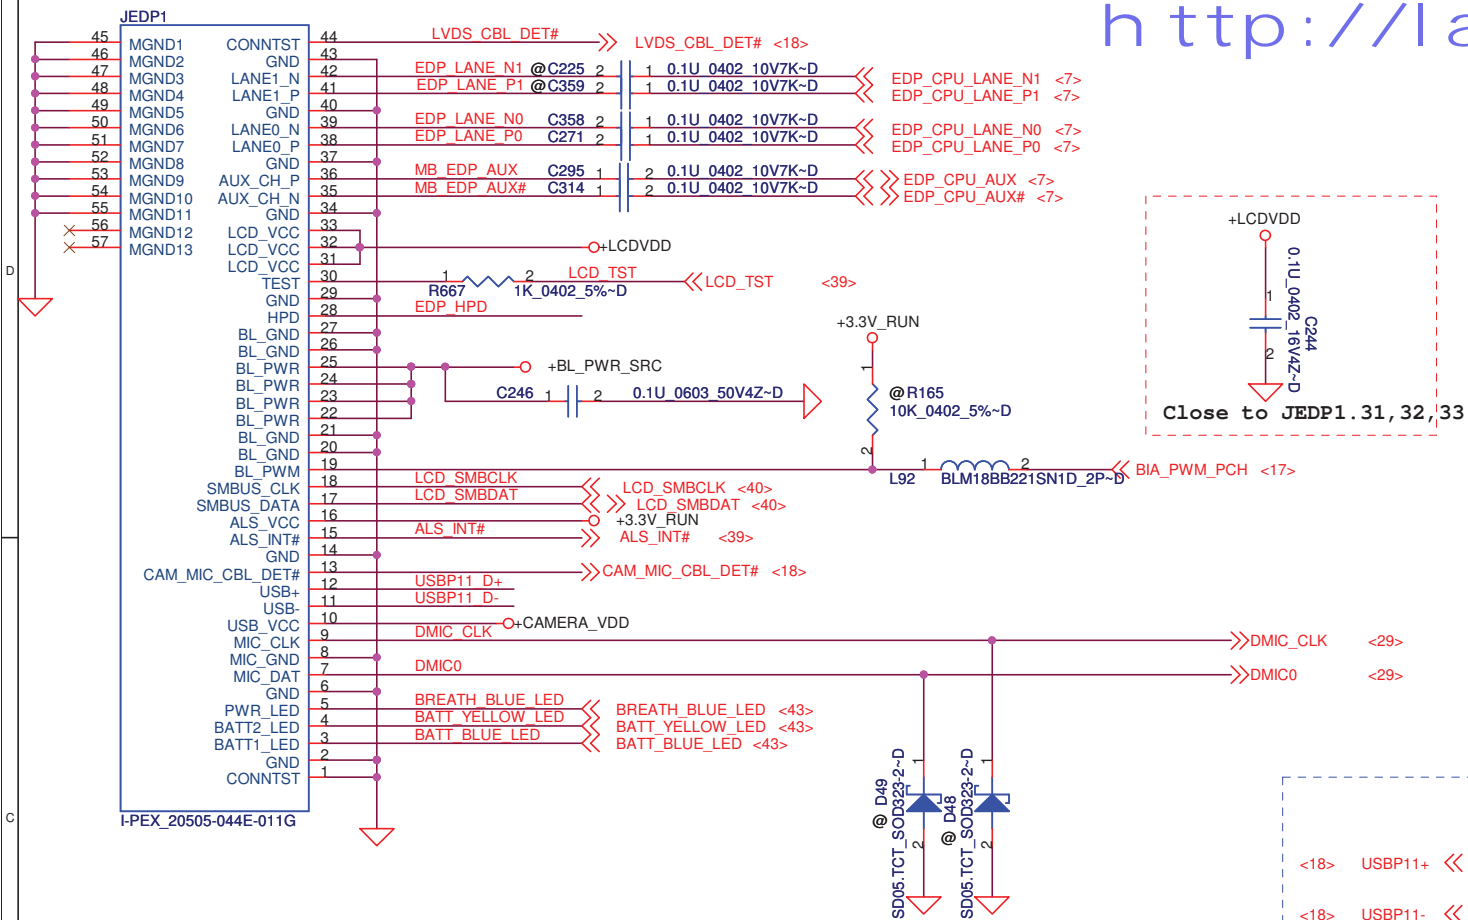 http://la
JEDP1
45 MGND1 CONNTST 44 LVDS_CBL_DET# LVDS_CBL_DET# <18>
46 MGND2 GND 43
47 MGND3 LANE1_N 42 EDP_LANE_N1 @C225 2 1 0.1U_0402_10V7K~D EDP_CPU_LANE_N1 <7>
48 MGND4 LANE1_P 41 EDP_LANE_P1 @C359 2 1 0.1U_0402_10V7K~D EDP_CPU_LANE_P1 <7>
49 MGND5 GND 40
50 MGND6 LANE0_N 39 EDP_LANE_N0 C358 2 1 0.1U_0402_10V7K~D EDP_CPU_LANE_N0 <7>
51 MGND7 LANE0_P 38 EDP_LANE_P0 C271 2 1 0.1U_0402_10V7K~D EDP_CPU_LANE_P0 <7>
52 MGND8 GND 37
53 MGND9 AUX_CH_P 36 MB_EDP_AUX C295 1 2 0.1U_0402_10V7K~D EDP_CPU_AUX <7>
54 MGND10 AUX_CH_N 35 MB_EDP_AUX# C314 1 2 0.1U_0402_10V7K~D EDP_CPU_AUX# <7>
55 MGND11 GND 34
56 MGND12 LCD_VCC 33
57 MGND13 LCD_VCC 32 +LCDVDD
LCD_VCC 31
TEST 30 1 R667 2 1K_0402_5%~D LCD_TST LCD_TST <39>
GND 29
HPD 28 EDP_HPD
BL_GND 27
BL_GND 26
BL_PWR 25 +BL_PWR_SRC
BL_PWR 24
BL_PWR 23 C246 1 2 0.1U_0603_50V4Z~D
BL_PWR 22
BL_GND 21
BL_GND 20
BL_PWM 19 L92 1 2 BLM18BB221SN1D_2P~D BIA_PWM_PCH <17>
SMBUS_CLK 18 LCD_SMBCLK LCD_SMBCLK <40>
SMBUS_DATA 17 LCD_SMBDAT LCD_SMBDAT <40>
ALS_VCC 16 +3.3V_RUN
ALS_INT# 15 ALS_INT# ALS_INT# <39>
GND 14
CAM_MIC_CBL_DET# 13 CAM_MIC_CBL_DET# <18>
USB+ 12 USBP11_D+
USB- 11 USBP11_D-
USB_VCC 10 +CAMERA_VDD
MIC_CLK 9 DMIC_CLK DMIC_CLK <29>
MIC_GND 8
MIC_DAT 7 DMIC0 DMIC0 <29>
GND 6
PWR_LED 5 BREATH_BLUE_LED BREATH_BLUE_LED <43>
BATT2_LED 4 BATT_YELLOW_LED BATT_YELLOW_LED <43>
BATT1_LED 3 BATT_BLUE_LED BATT_BLUE_LED <43>
GND 2
CONNTST 1
I-PEX_20505-044E-011G
+3.3V_RUN
1
@R165
10K_0402_5%~D
2
+LCDVDD
1
C244
0.1U_0402_16V4Z~D
2
Close to JEDP1.31,32,33
1
@ D49
SD05.TCT_SOD323-2~D
2
1
@ D48
SD05.TCT_SOD323-2~D
2
<18> USBP11+
<18> USBP11-
D
C